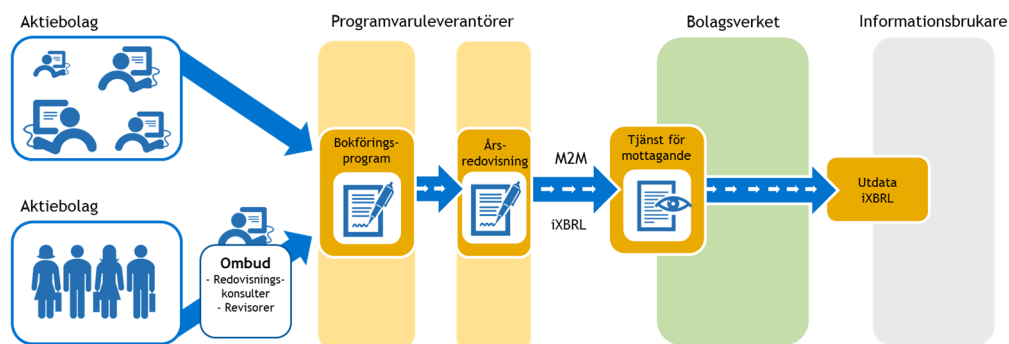 Aktiebolag
Programvaruleverantörer
Bolagsverket
Informationsbrukare
Bokförings-
program
Års-
redovisning
M2M
iXBRL
Tjänst för
mottagande
Utdata
iXBRL
Aktiebolag
Ombud
- Redovisnings-
konsulter
- Revisorer